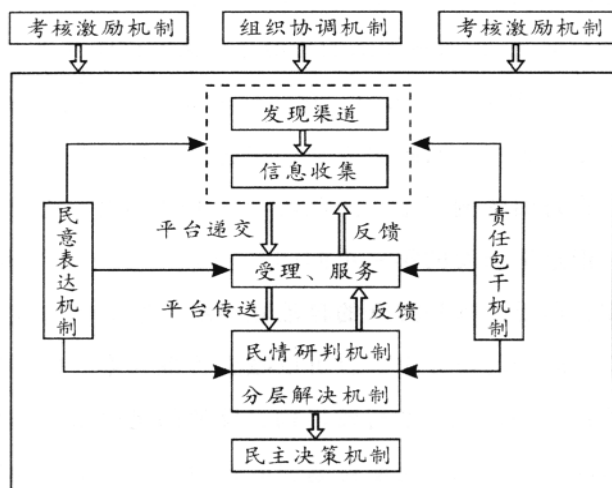 考核激励机制
组织协调机制
考核激励机制
发现渠道
信息收集
平台递交
反馈
民意表达机制
受理、服务
责任包干机制
平台传送
反馈
民情研判机制
分层解决机制
民主决策机制